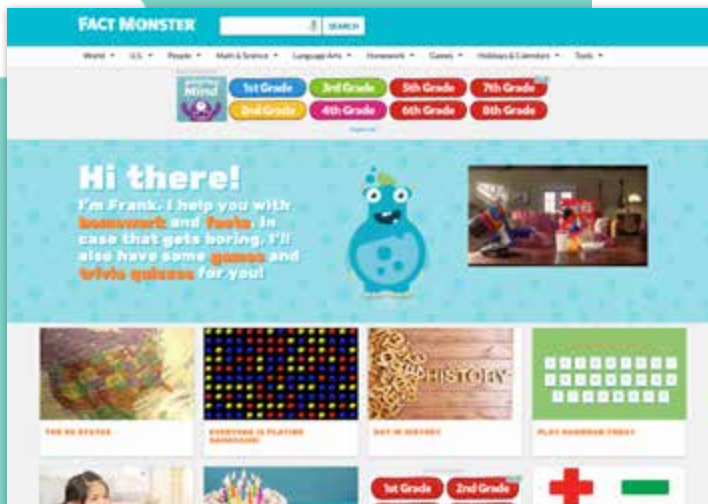 FACT MONSTER
SEARCH
World U.S. People Math & Science Language Arts Homework Games Holidays & Calendars Tools
Mind
1st Grade 3rd Grade 5th Grade 7th Grade
2nd Grade 4th Grade 6th Grade 8th Grade
Hi there!
I'm Frank. I help you with
homework and facts. In
case that gets boring, I'll
also have some games and
trivia quizzes for you!
HISTORY
THE 50 STATES
EVERYONE IS PLAYING
DAY IN HISTORY
PLAY HANGMAN TODAY
1st Grade 2nd Grade